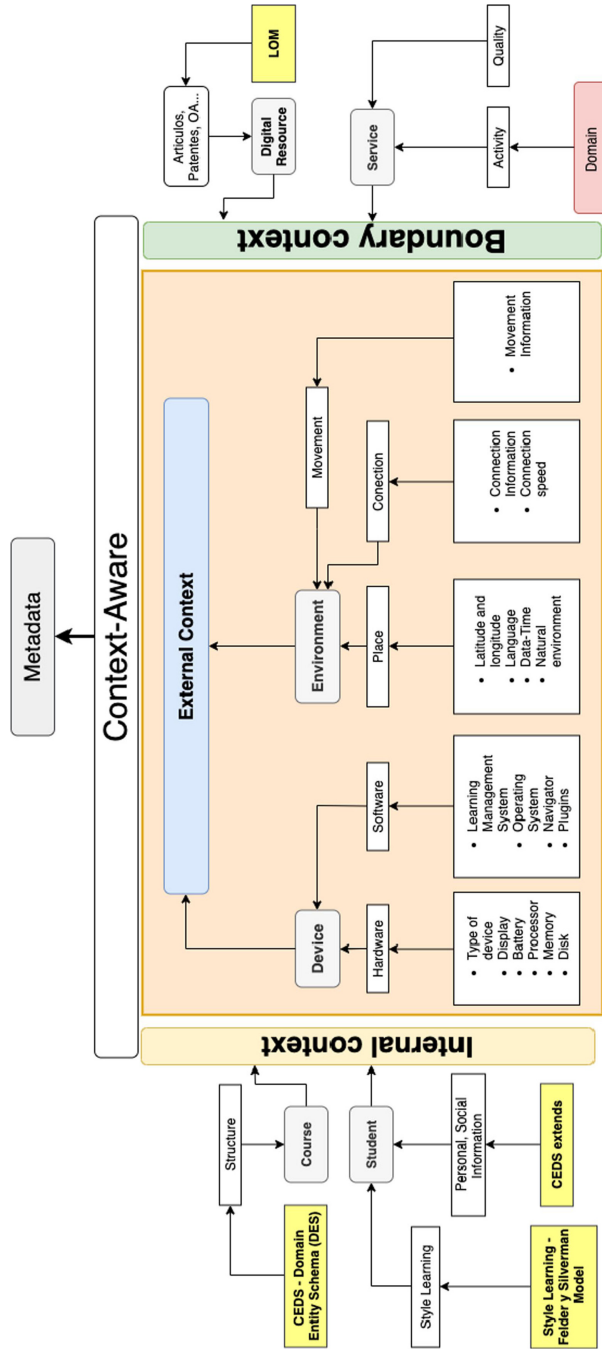 Metadata
Context-Aware
Internal context
CEDS - Domain
Entity Schema (DES)
Structure
Course
Style Learning -
Felder y Silverman
Model
Style Learning
Student
Personal, Social
Information
CEDS extends
External Context
Device
Hardware
Software
• Type of
device
• Display
• Battery
• Processor
• Memory
• Disk
• Learning
Management
System
• Operating
System
• Navigator
• Plugins
Environment
Place
Conection
Movement
• Latitude and
longitude
• Language
• Data-Time
• Natural
environment
• Connection
Information
• Connection
speed
• Movement
Information
Boundary context
Articulos,
Patentes, OA...
LOM
Digital
Resource
Service
Activity
Quality
Domain